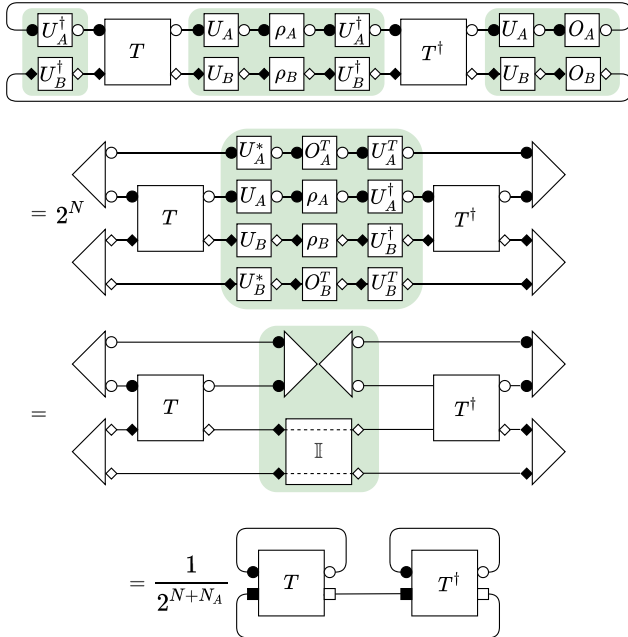 U_A^† T U_A ρ_A U_A^† T^† U_A O_A
U_B^† U_B ρ_B U_B^† U_B O_B
U_A^* O_A^T U_A^T
= 2^N T U_A ρ_A U_A^† T^†
U_B ρ_B U_B^†
U_B^* O_B^T U_B^T
= T T^†
𝕀
= 1 / 2^{N+N_A} T T^†